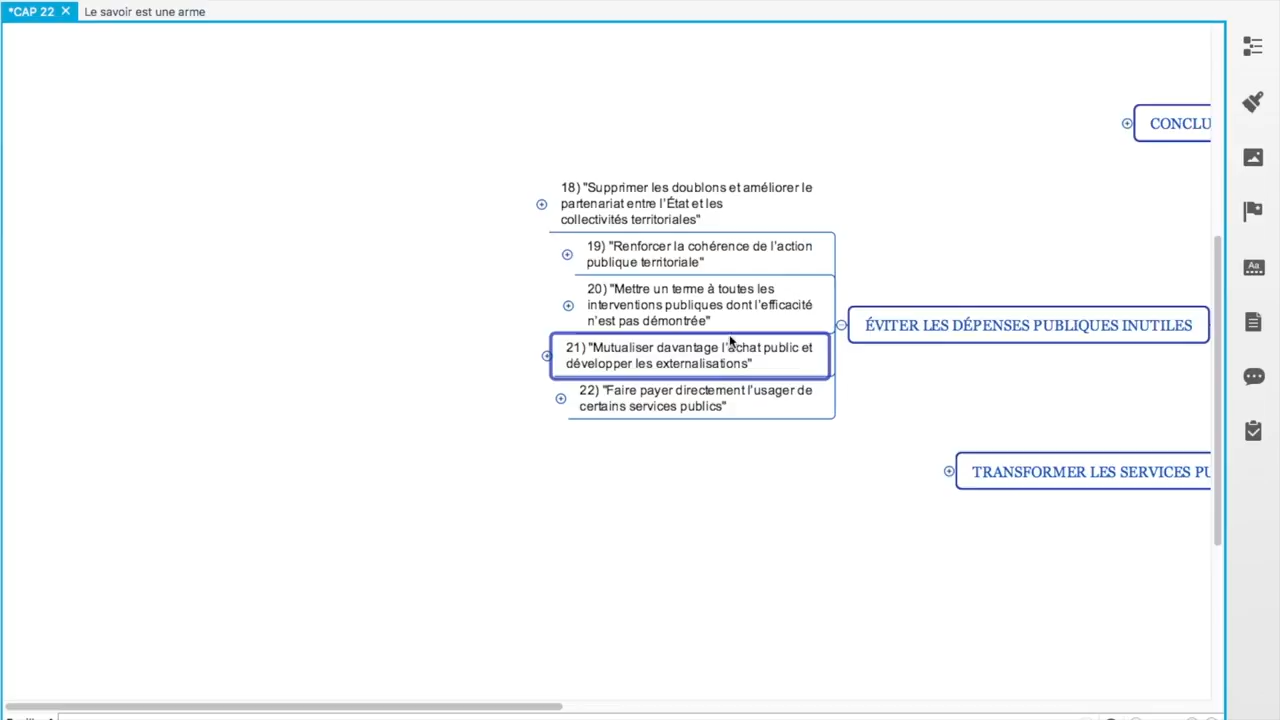 *CAP 22
Le savoir est une arme
CONCLU
18) "Supprimer les doublons et améliorer le
partenariat entre l'État et les
collectivités territoriales"
19) "Renforcer la cohérence de l'action
publique territoriale"
20) "Mettre un terme à toutes les
interventions publiques dont l'efficacité
n'est pas démontrée"
ÉVITER LES DÉPENSES PUBLIQUES INUTILES
21) "Mutualiser davantage l'achat public et
développer les externalisations"
22) "Faire payer directement l'usager de
certains services publics"
TRANSFORMER LES SERVICES PU
Aa